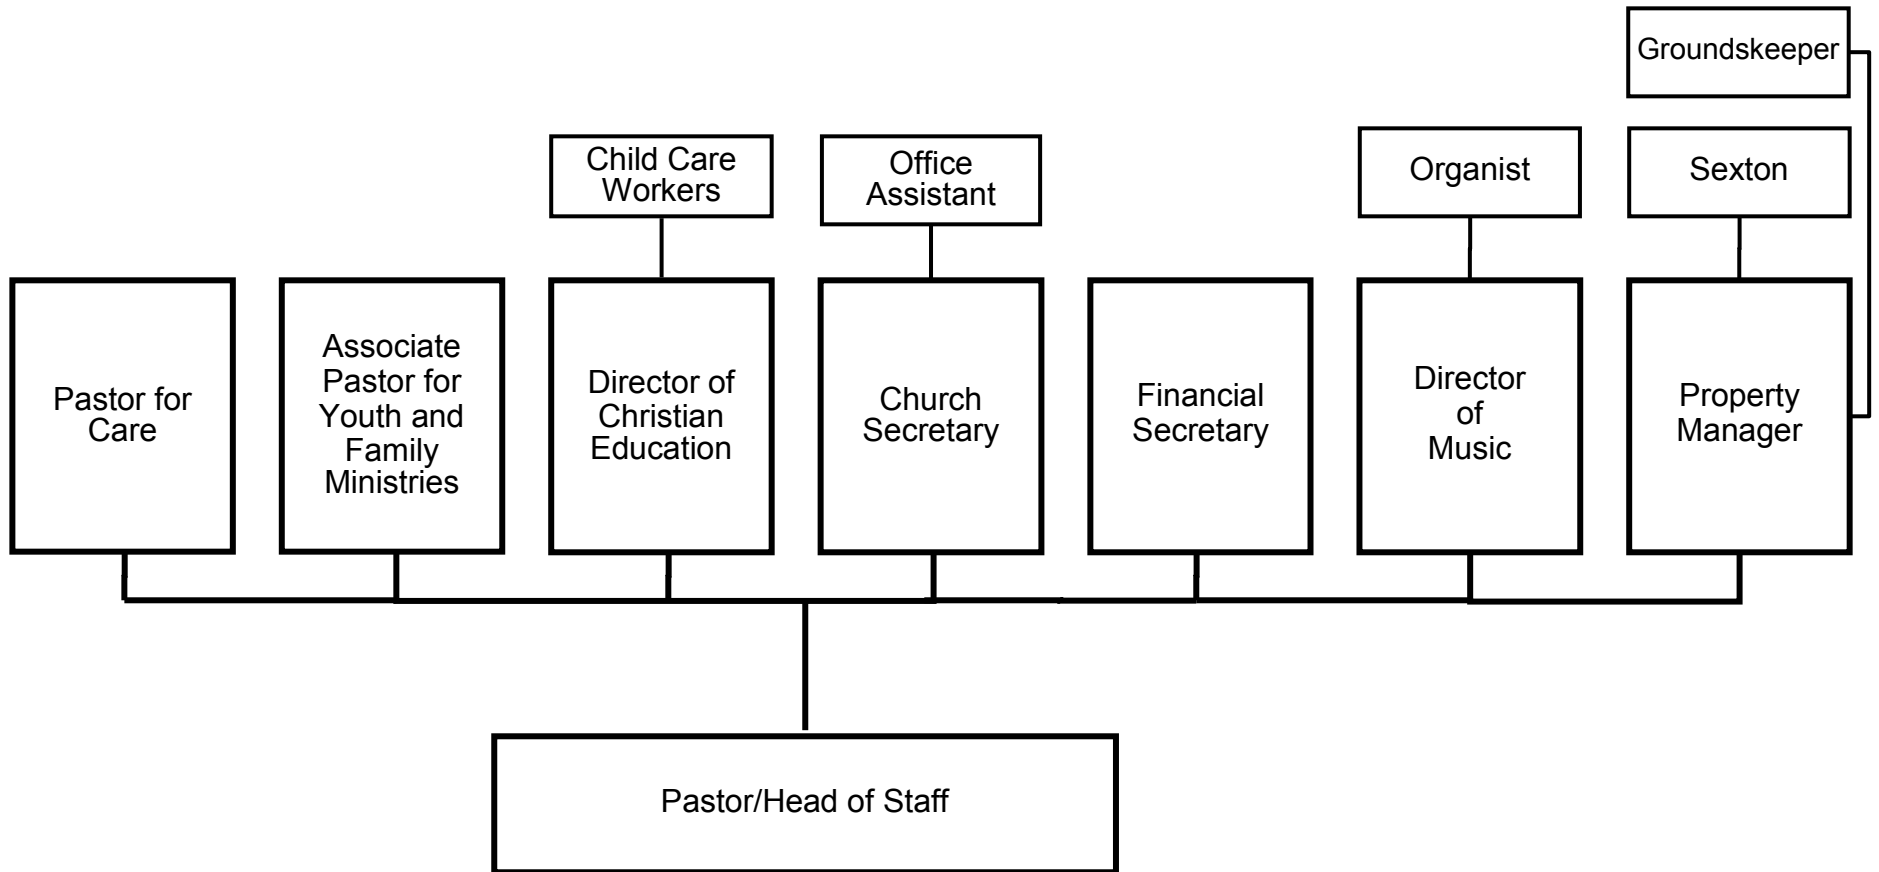 Groundskeeper
Child Care
Workers
Office
Assistant
Organist
Sexton
Pastor for
Care
Associate
Pastor for
Youth and
Family
Ministries
Director of
Christian
Education
Church
Secretary
Financial
Secretary
Director
of
Music
Property
Manager
Pastor/Head of Staff